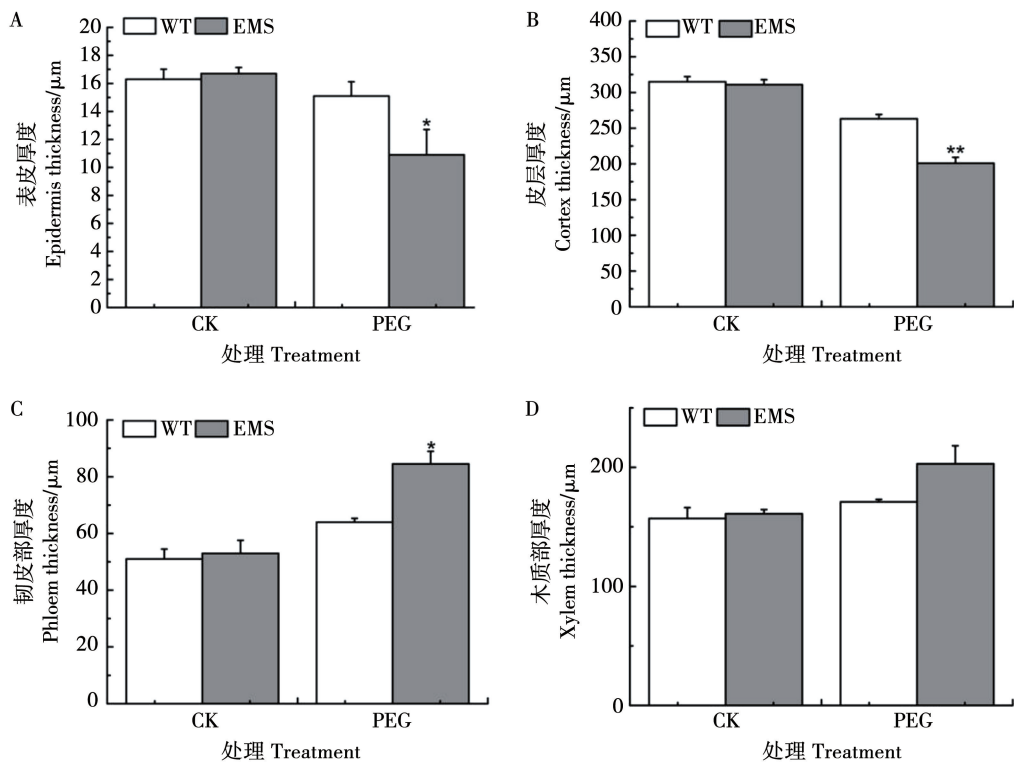 A
WT EMS
20
18
16
14
12
10
8
6
4
2
0
*
表皮厚度
Epidermis thickness/μm
CK PEG
处理 Treatment
B
WT EMS
400
350
300
250
200
150
100
50
0
**
皮层厚度
Cortex thickness/μm
CK PEG
处理 Treatment
C
WT EMS
100
80
60
40
20
0
*
韧皮部厚度
Phloem thickness/μm
CK PEG
处理 Treatment
D
WT EMS
200
100
0
木质部厚度
Xylem thickness/μm
CK PEG
处理 Treatment